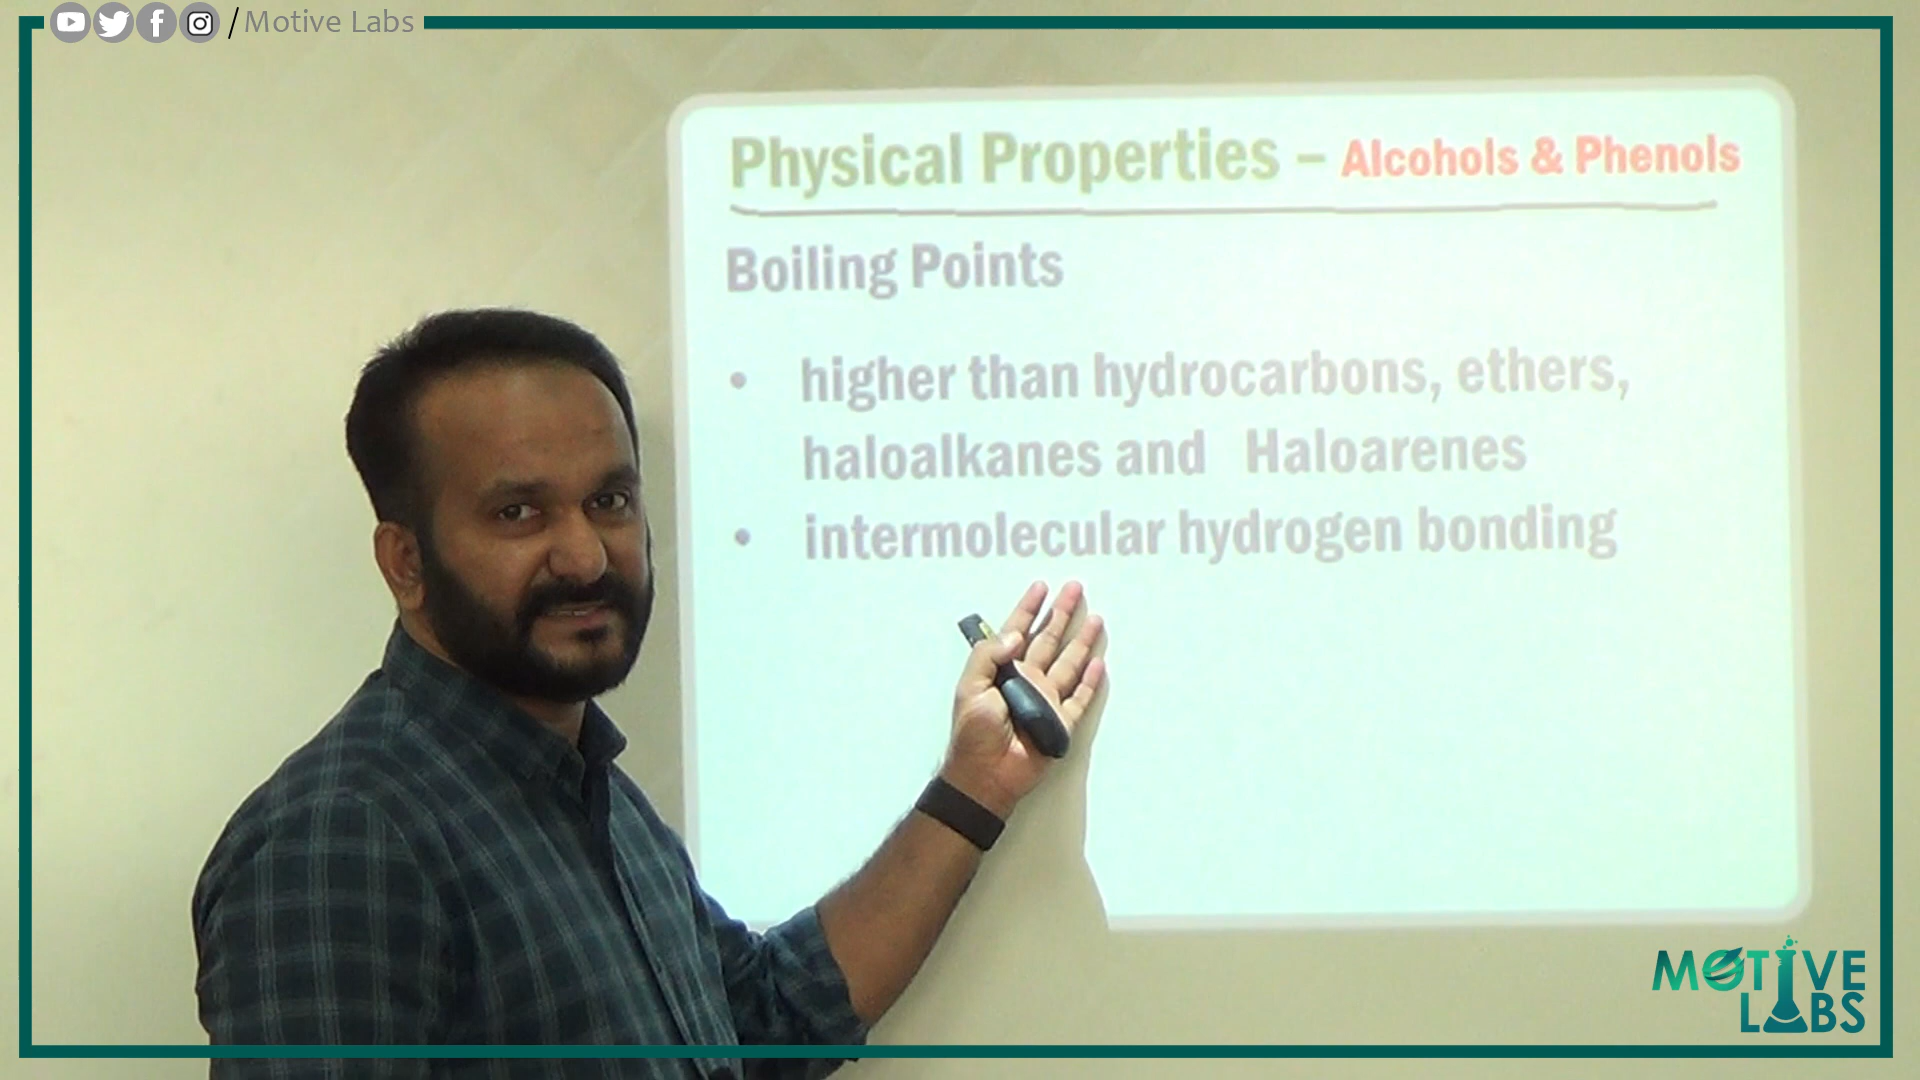 /Motive Labs
Physical Properties – Alcohols & Phenols
Boiling Points
• higher than hydrocarbons, ethers,
haloalkanes and Haloarenes
• intermolecular hydrogen bonding
MOTIVE
LABS